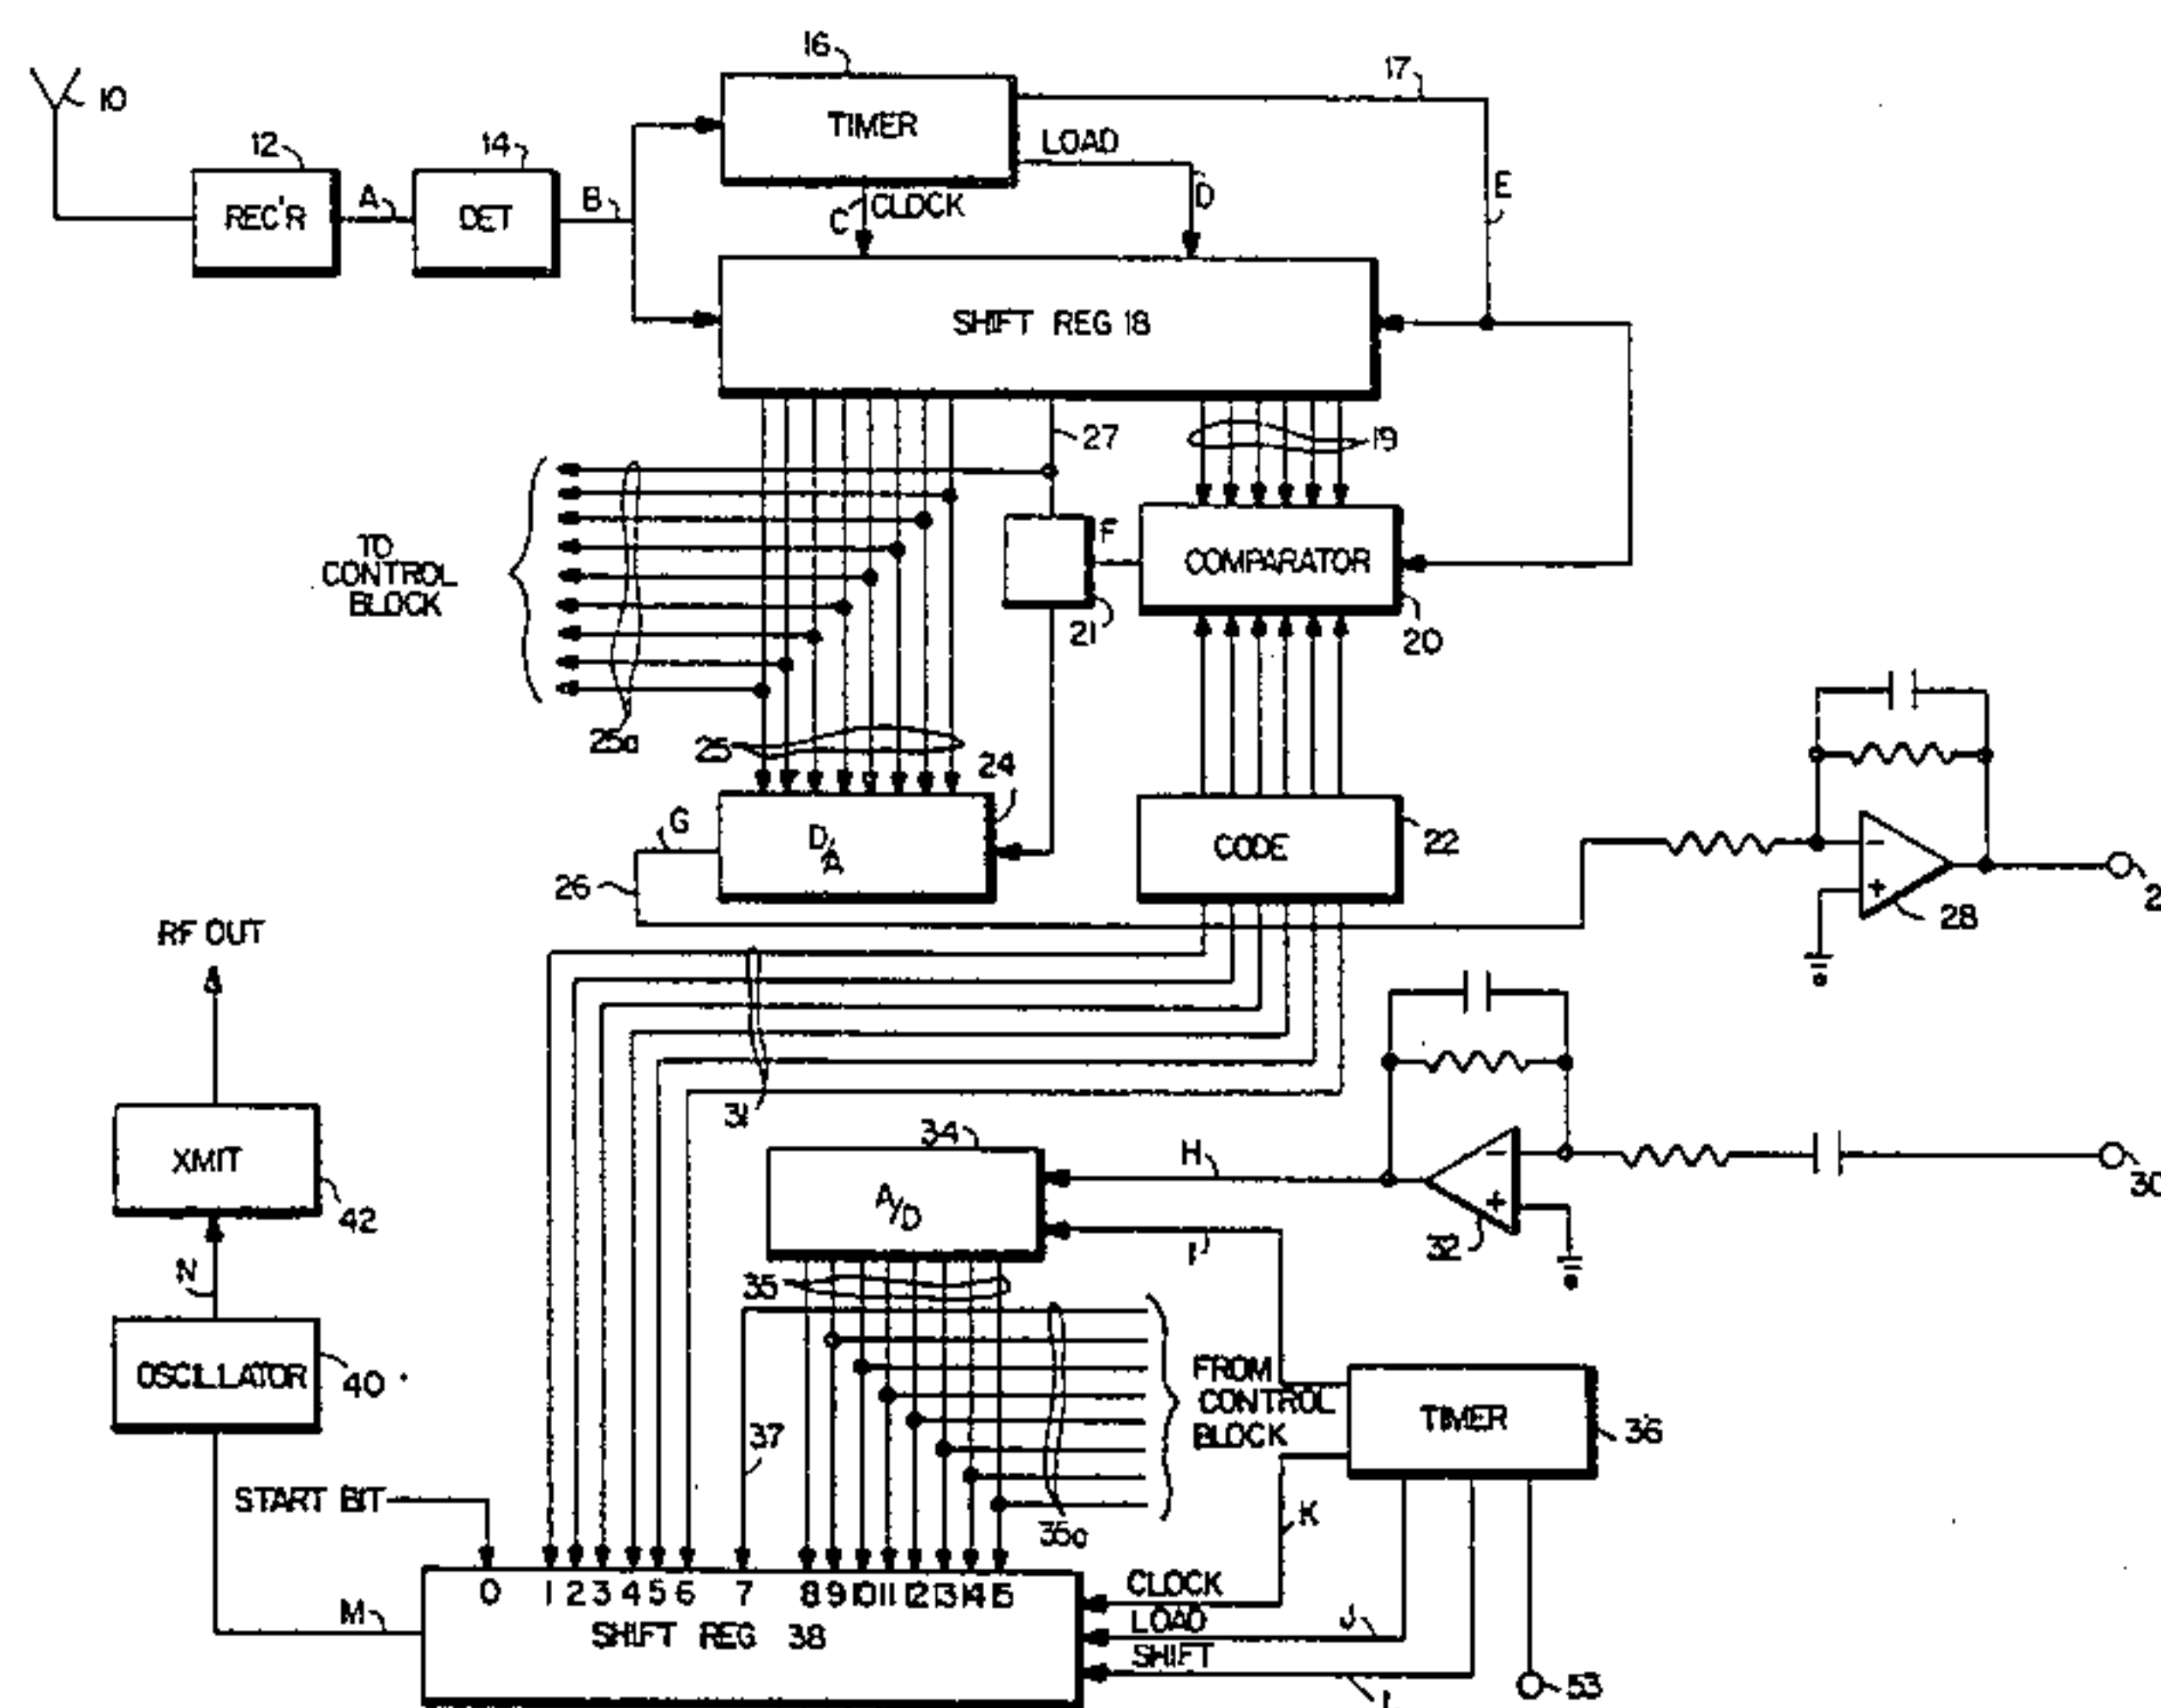 16
17
10
TIMER
LOAD
12
14
REC'R
A
DET
B
C
CLOCK
D
E
SHIFT REG 18
27
19
TO
CONTROL
BLOCK
F
COMPARATOR
21
20
25a
25
24
G
D/A
CODE
22
26
28
RF OUT
31
34
XMIT
42
H
A/D
30
32
I
N
35
OSCILLATOR
40
FROM
CONTROL
BLOCK
TIMER
36
37
START BIT
35a
K
0 1 2 3 4 5 6 7 8 9 10 11 12 13 14 15
CLOCK
M
SHIFT REG 38
LOAD
J
SHIFT
53